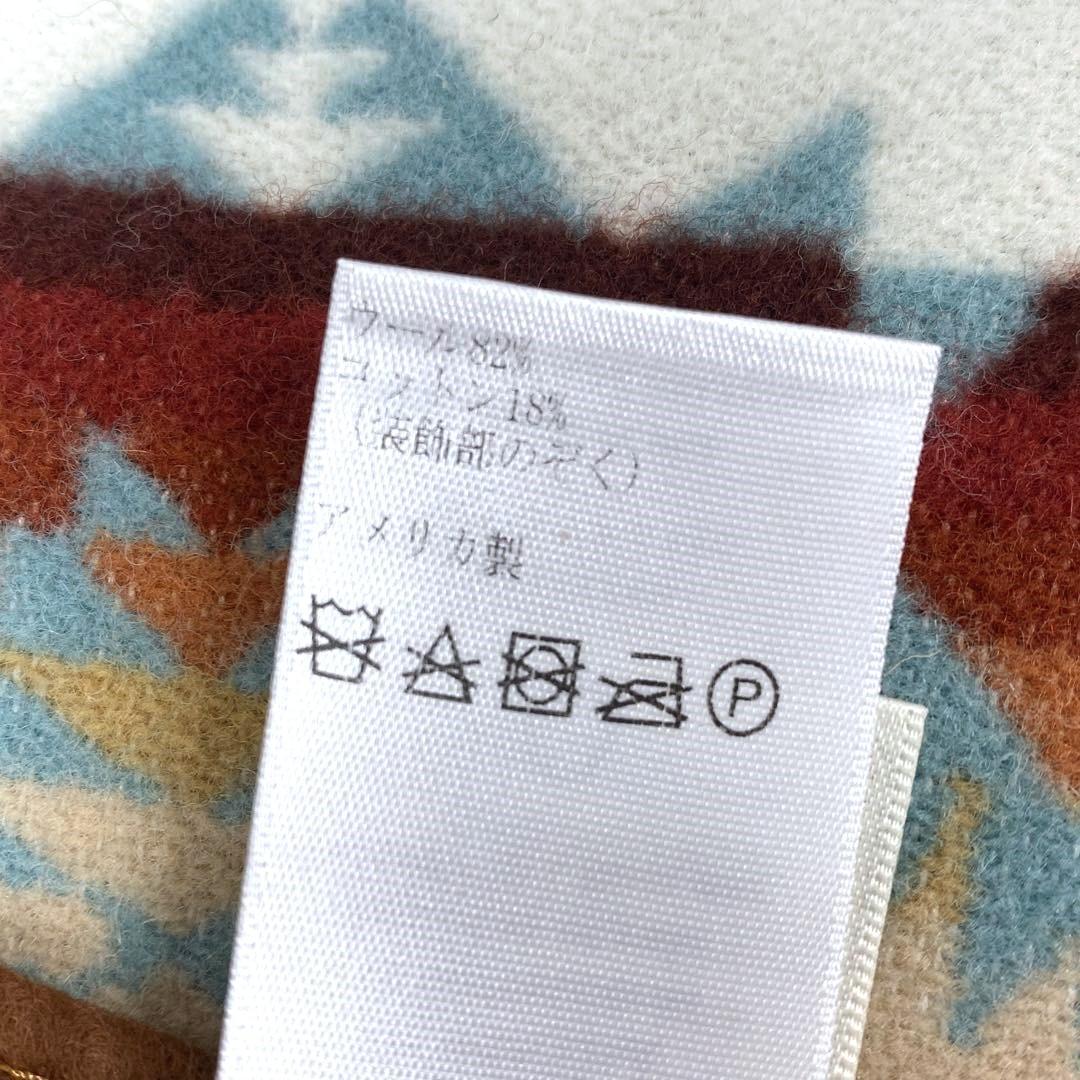 ウール82%
コットン18%
(装飾部のぞく)
アメリカ製
P